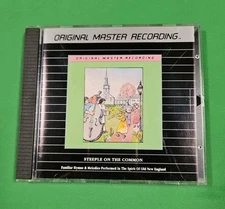 ORIGINAL MASTER RECORDING.
ORIGINAL MASTER RECORDING
STEEPLE ON THE COMMON
Familiar Hymns & Melodies Performed in The Spirit Of Old New England